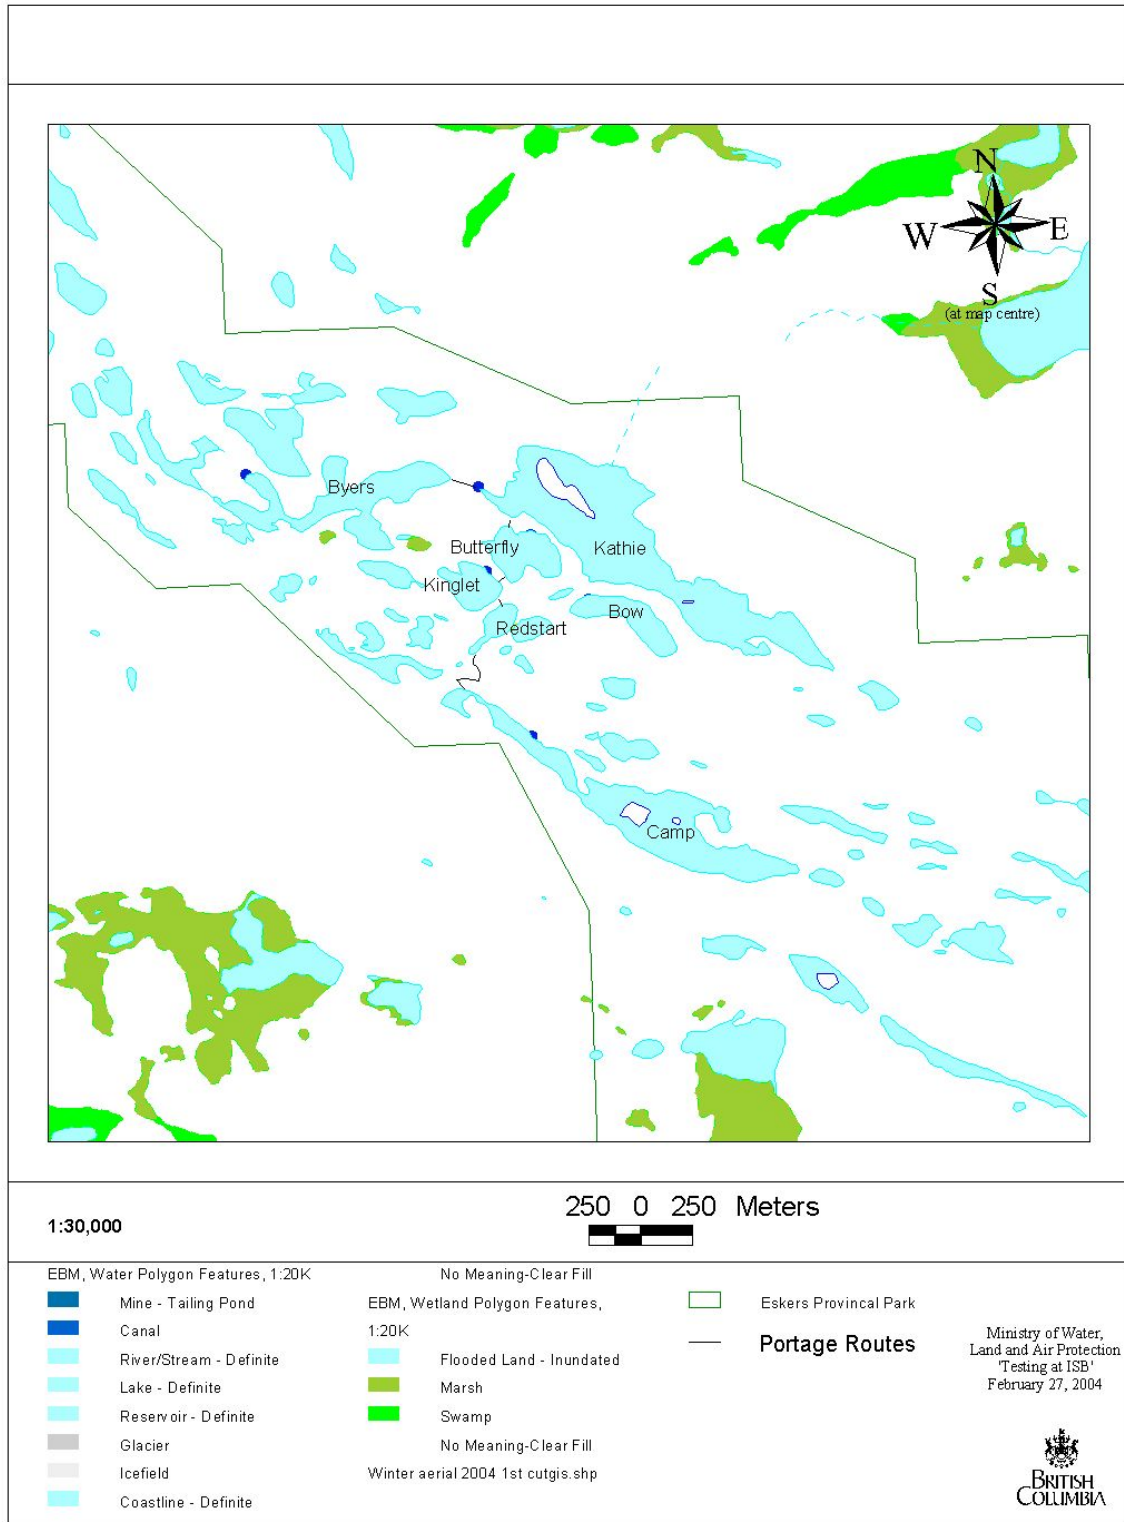 N
W E
S
(at map centre)
Byers
Butterfly
Kathie
Kinglet
Bow
Redstart
Camp
1:30,000
250 0 250 Meters
EBM, Water Polygon Features, 1:20K
Mine - Tailing Pond
Canal
River/Stream - Definite
Lake - Definite
Reservoir - Definite
Glacier
Icefield
Coastline - Definite
No Meaning-Clear Fill
EBM, Wetland Polygon Features,
1:20K
Flooded Land - Inundated
Marsh
Swamp
No Meaning-Clear Fill
Winter aerial 2004 1st cutgis.shp
Eskers Provincal Park
Portage Routes
Ministry of Water,
Land and Air Protection
'Testing at ISB'
February 27, 2004
BRITISH
COLUMBIA